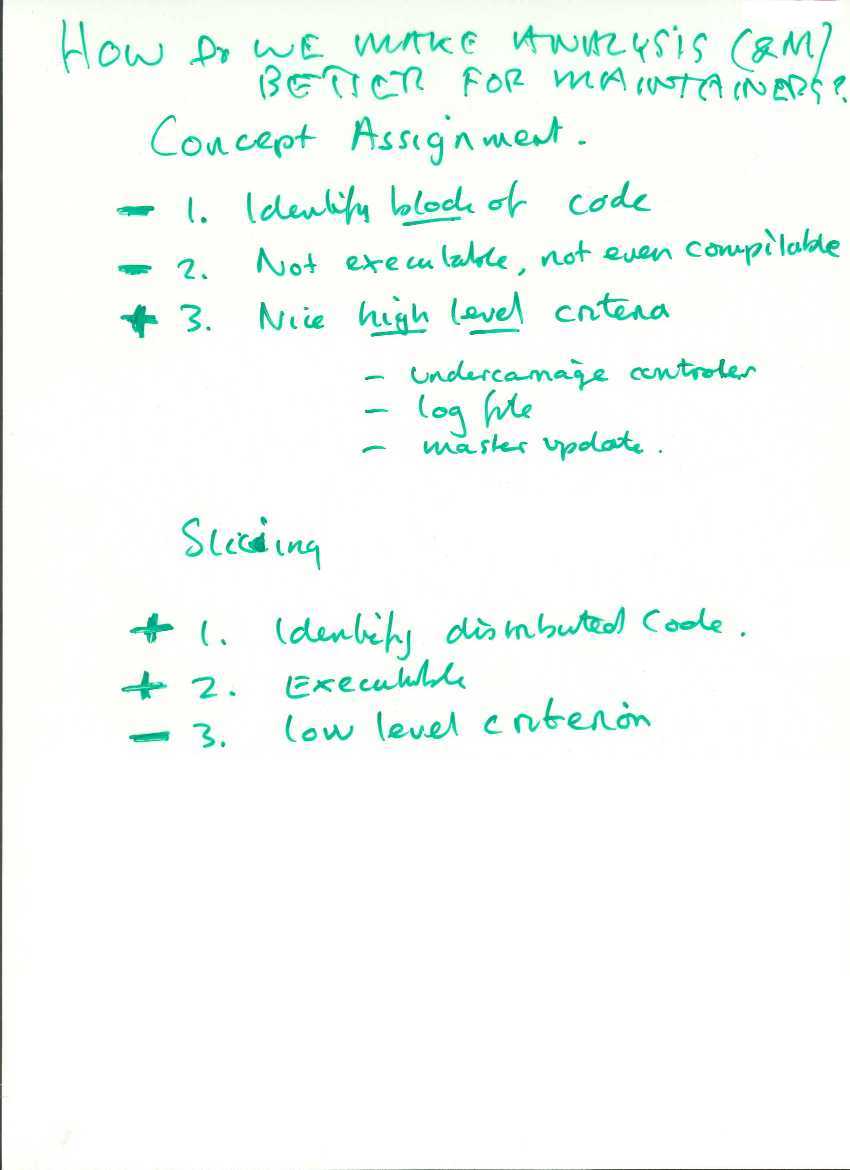 HOW DO WE MAKE ANALYSIS (&M)
BETTER FOR MAINTAINERS?
Concept Assignment.
- 1. Identify block of code
- 2. Not executable, not even compilable
+ 3. Nice high level criteria
- undercarriage controller
- log file
- master update.
Slicing
+ 1. Identify distributed code.
+ 2. Executable
- 3. low level criterion